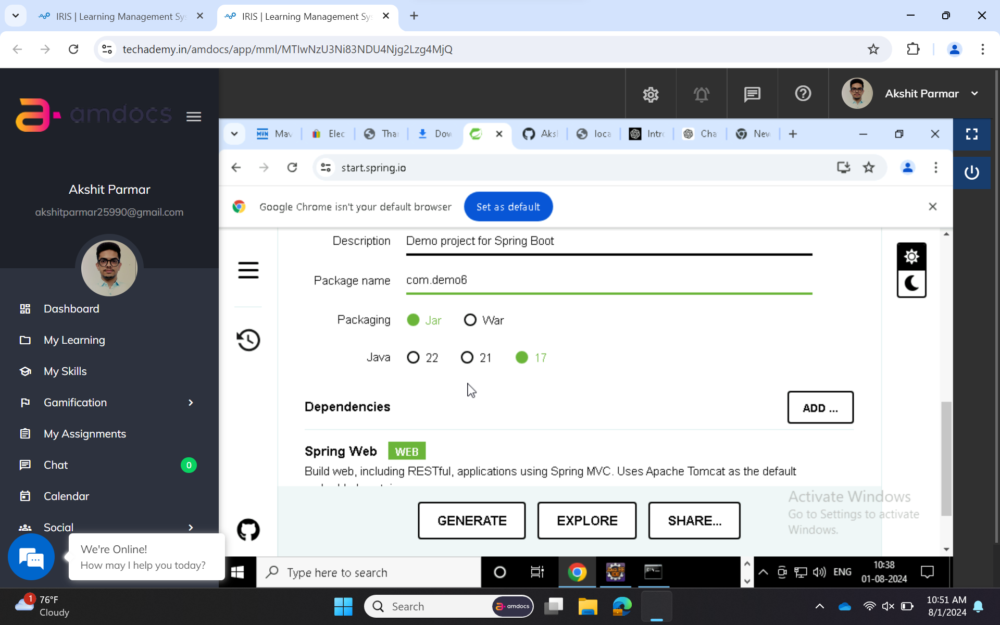 IRIS | Learning Management Sy
IRIS | Learning Management Sy
techademy.in/amdocs/app/mml/MTIwNzU3Ni83NDU4Njg2Lzg4MjQ
amdocs
Akshit Parmar
Akshit Parmar
akshitparmar25990@gmail.com
Dashboard
My Learning
My Skills
Gamification
My Assignments
Chat 0
Calendar
Social
We're Online!
How may I help you today?
MVN Mav Elec Thar Dow Aksl loca Intr Cha New
start.spring.io
Google Chrome isn't your default browser Set as default
Description Demo project for Spring Boot
Package name com.demo6
Packaging Jar War
Java 22 21 17
Dependencies ADD ...
Spring Web WEB
Build web, including RESTful, applications using Spring MVC. Uses Apache Tomcat as the default
GENERATE EXPLORE SHARE...
Activate Windows
Go to Settings to activate
Windows.
Type here to search
ENG
10:38
01-08-2024
1
76°F
Cloudy
Search amdocs
10:51 AM
8/1/2024